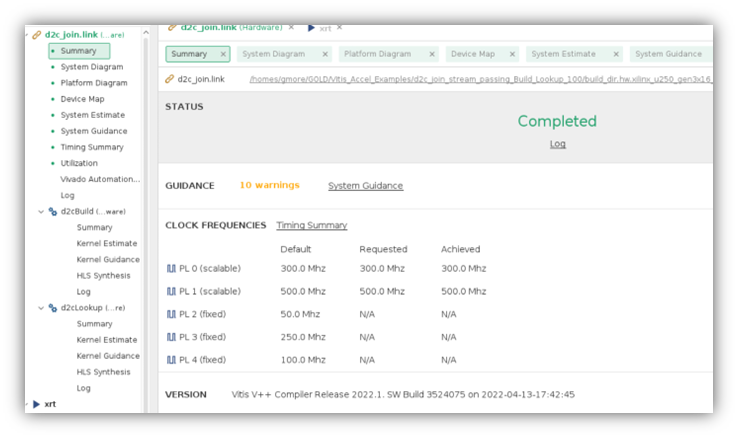 d2c_join.link (...are)
Summary
System Diagram
Platform Diagram
Device Map
System Estimate
System Guidance
Timing Summary
Utilization
Vivado Automation...
Log
d2cBuild (...ware)
Summary
Kernel Estimate
Kernel Guidance
HLS Synthesis
Log
d2cLookup (...re)
Summary
Kernel Estimate
Kernel Guidance
HLS Synthesis
Log
xrt
d2c_join.link (Hardware) × xrt ×
Summary × System Diagram × Platform Diagram × Device Map × System Estimate × System Guidance
d2c_join.link /homes/gmore/GOLD/Vitis_Accel_Examples/d2c_join_stream_passing_Build_Lookup_100/build_dir.hw.xilinx_u250_gen3x16_
STATUS
Completed
Log
GUIDANCE 10 warnings System Guidance
CLOCK FREQUENCIES Timing Summary
Default Requested Achieved
PL 0 (scalable) 300.0 Mhz 300.0 Mhz 300.0 Mhz
PL 1 (scalable) 500.0 Mhz 500.0 Mhz 500.0 Mhz
PL 2 (fixed) 50.0 Mhz N/A N/A
PL 3 (fixed) 250.0 Mhz N/A N/A
PL 4 (fixed) 100.0 Mhz N/A N/A
VERSION Vitis V++ Compiler Release 2022.1. SW Build 3524075 on 2022-04-13-17:42:45